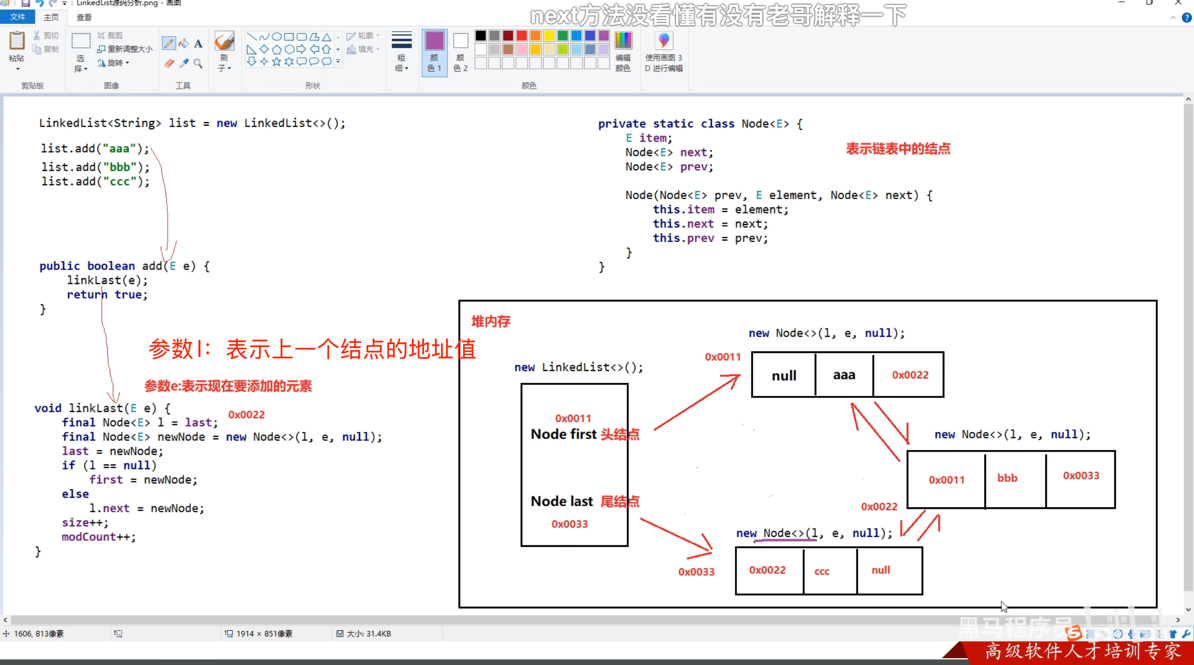 LinkedList源码分析.png - 画图
next方法没看懂有没有老哥解释一下
文件 主页 查看
粘贴
剪切
复制
剪贴板
选择
裁剪
重新调整大小
旋转
图像
A
工具
刷子
形状
轮廓
填充
粗细
颜色 1
颜色 2
颜色
编辑颜色
使用画图 3D 进行编辑
LinkedList<String> list = new LinkedList<>();
list.add("aaa");
list.add("bbb");
list.add("ccc");
public boolean add(E e) {
linkLast(e);
return true;
}
参数l：表示上一个结点的地址值
参数e:表示现在要添加的元素
void linkLast(E e) {
0x0022
final Node<E> l = last;
final Node<E> newNode = new Node<>(l, e, null);
last = newNode;
if (l == null)
first = newNode;
else
l.next = newNode;
size++;
modCount++;
}
private static class Node<E> {
E item;
Node<E> next;
Node<E> prev;
Node(Node<E> prev, E element, Node<E> next) {
this.item = element;
this.next = next;
this.prev = prev;
}
}
表示链表中的结点
堆内存
new LinkedList<>();
0x0011
Node first 头结点
Node last 尾结点
0x0033
new Node<>(l, e, null);
0x0011
null aaa 0x0022
new Node<>(l, e, null);
0x0011 bbb 0x0033
0x0022
new Node<>(l, e, null);
0x0033
0x0022 ccc null
1606, 813像素
1914 × 851像素
大小: 31.4KB
黑马程序员
高级软件人才培训专家